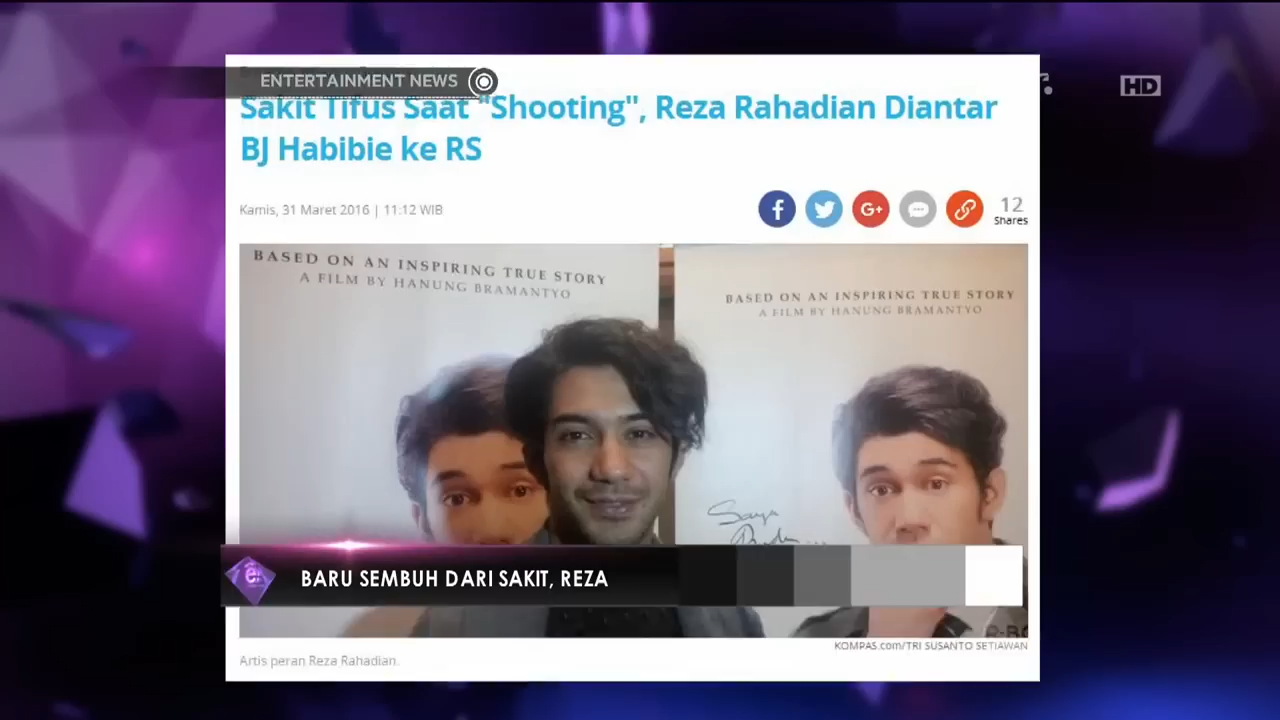 ENTERTAINMENT NEWS
HD
Sakit Tifus Saat "Shooting", Reza Rahadian Diantar
BJ Habibie ke RS
Kamis, 31 Maret 2016 | 11:12 WIB
f
G+
12
Shares
BASED ON AN INSPIRING TRUE STORY
A FILM BY HANUNG BRAMANTYO
BASED ON AN INSPIRING TRUE STORY
A FILM BY HANUNG BRAMANTYO
e!
BARU SEMBUH DARI SAKIT, REZA
KOMPAS.com/TRI SUSANTO SETIAWAN
Artis peran Reza Rahadian.